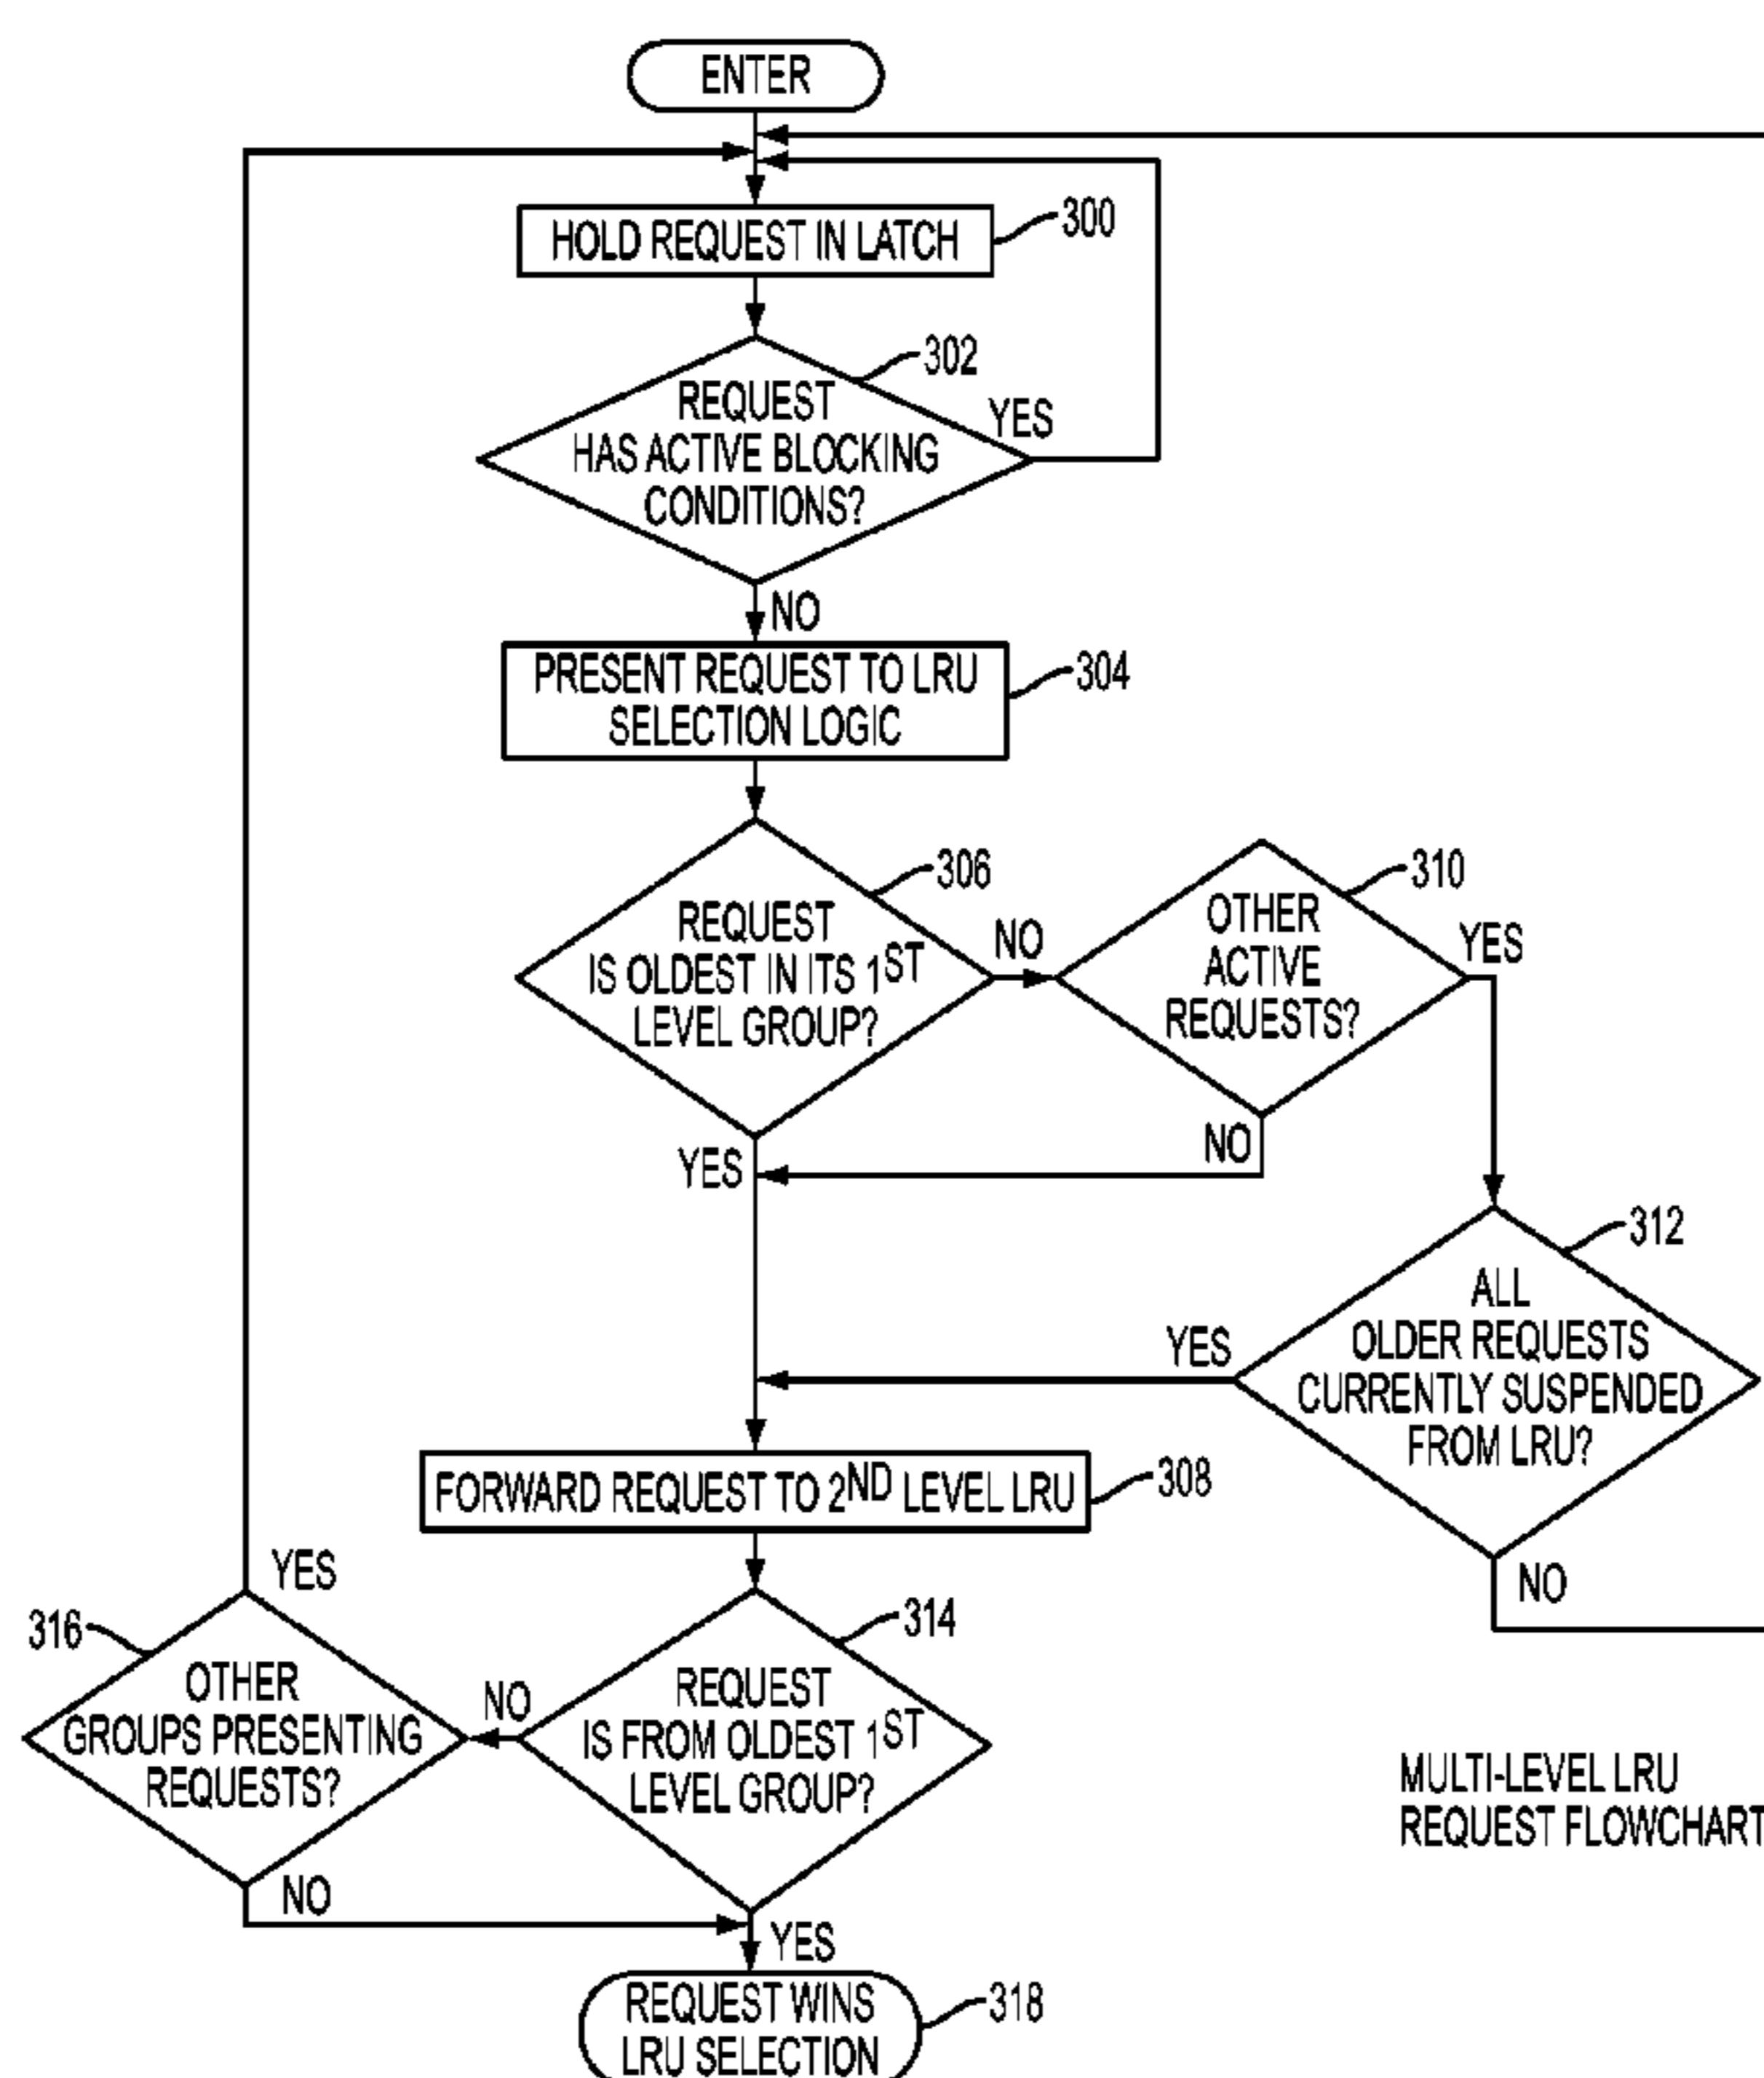 ENTER
HOLD REQUEST IN LATCH
300
302
REQUEST
HAS ACTIVE BLOCKING
CONDITIONS?
YES
NO
PRESENT REQUEST TO LRU
SELECTION LOGIC
304
306
REQUEST
IS OLDEST IN ITS 1ST
LEVEL GROUP?
NO
YES
310
OTHER
ACTIVE
REQUESTS?
YES
NO
312
ALL
OLDER REQUESTS
CURRENTLY SUSPENDED
FROM LRU?
YES
NO
FORWARD REQUEST TO 2ND LEVEL LRU
308
314
REQUEST
IS FROM OLDEST 1ST
LEVEL GROUP?
NO
YES
316
OTHER
GROUPS PRESENTING
REQUESTS?
YES
NO
REQUEST WINS
LRU SELECTION
318
MULTI-LEVEL LRU
REQUEST FLOWCHART